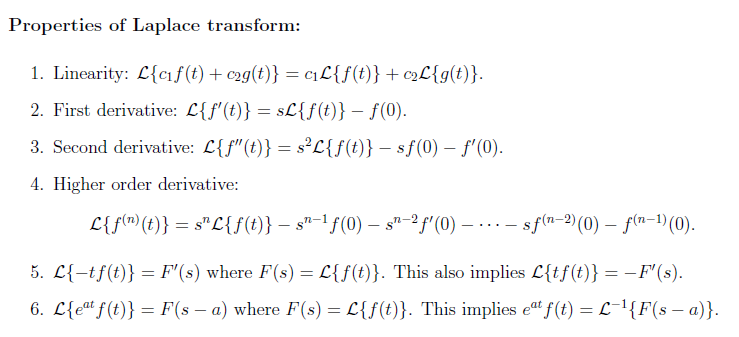 Properties of Laplace transform:
1. Linearity: ℒ{c₁f(t) + c₂g(t)} = c₁ℒ{f(t)} + c₂ℒ{g(t)}.
2. First derivative: ℒ{f′(t)} = sℒ{f(t)} − f(0).
3. Second derivative: ℒ{f″(t)} = s²ℒ{f(t)} − sf(0) − f′(0).
4. Higher order derivative:
ℒ{f⁽ⁿ⁾(t)} = sⁿℒ{f(t)} − sⁿ⁻¹f(0) − sⁿ⁻²f′(0) − ⋯ − sf⁽ⁿ⁻²⁾(0) − f⁽ⁿ⁻¹⁾(0).
5. ℒ{−tf(t)} = F′(s) where F(s) = ℒ{f(t)}. This also implies ℒ{tf(t)} = −F′(s).
6. ℒ{eᵃᵗf(t)} = F(s − a) where F(s) = ℒ{f(t)}. This implies eᵃᵗf(t) = ℒ⁻¹{F(s − a)}.